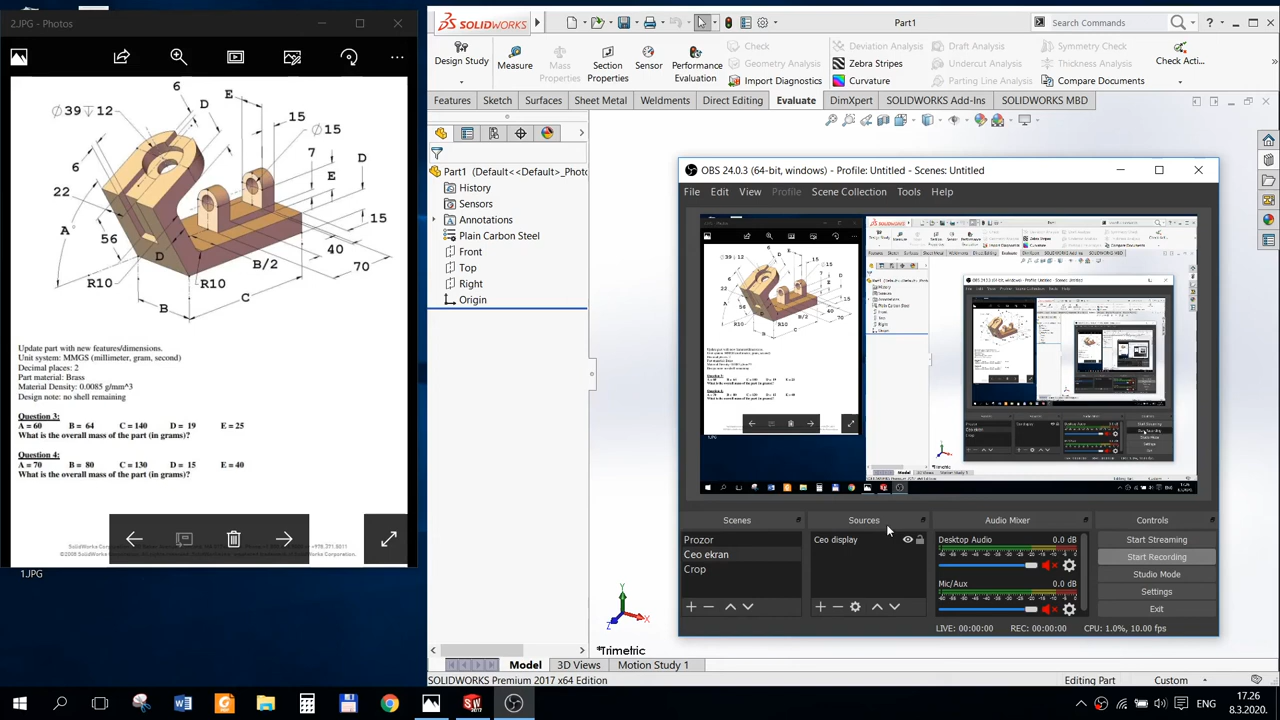 2.JPG - Photos
∅39↧12
6
D
E
15
∅15
7
D
E
6
22
A°
56
D
R10
R10
B
C
B/2
15
40
70
Update part with new features/dimensions.
Unit system: MMGS (millimeter, gram, second)
Decimal places: 2
Part material: Brass
Material Density: 0.0085 g/mm^3
Design note: no shell remaining
Question 3:
A = 60 B = 64 C = 140 D = 19 E = 25
What is the overall mass of the part (in grams)?
Question 4:
A = 70 B = 80 C = 130 D = 15 E = 40
What is the overall mass of the part (in grams)?
1.JPG
SOLIDWORKS
Part1
Search Commands
Design Study
Measure
Mass Properties
Section Properties
Sensor
Performance Evaluation
Check
Geometry Analysis
Import Diagnostics
Deviation Analysis
Zebra Stripes
Curvature
Draft Analysis
Undercut Analysis
Parting Line Analysis
Symmetry Check
Thickness Analysis
Compare Documents
Check Acti...
Features
Sketch
Surfaces
Sheet Metal
Weldments
Direct Editing
Evaluate
DimXpert
SOLIDWORKS Add-Ins
SOLIDWORKS MBD
Part1 (Default<<Default>_Photo
History
Sensors
Annotations
Plain Carbon Steel
Front
Top
Right
Origin
OBS 24.0.3 (64-bit, windows) - Profile: Untitled - Scenes: Untitled
File Edit View Profile Scene Collection Tools Help
Scenes
Prozor
Ceo ekran
Crop
Sources
Ceo display
Audio Mixer
Desktop Audio 0.0 dB
Mic/Aux 0.0 dB
Controls
Start Streaming
Start Recording
Studio Mode
Settings
Exit
LIVE: 00:00:00 REC: 00:00:00 CPU: 1.0%, 10.00 fps
Y
X
Z
*Trimetric
Model
3D Views
Motion Study 1
SOLIDWORKS Premium 2017 x64 Edition
Editing Part
Custom
ENG
17.26
8.3.2020.